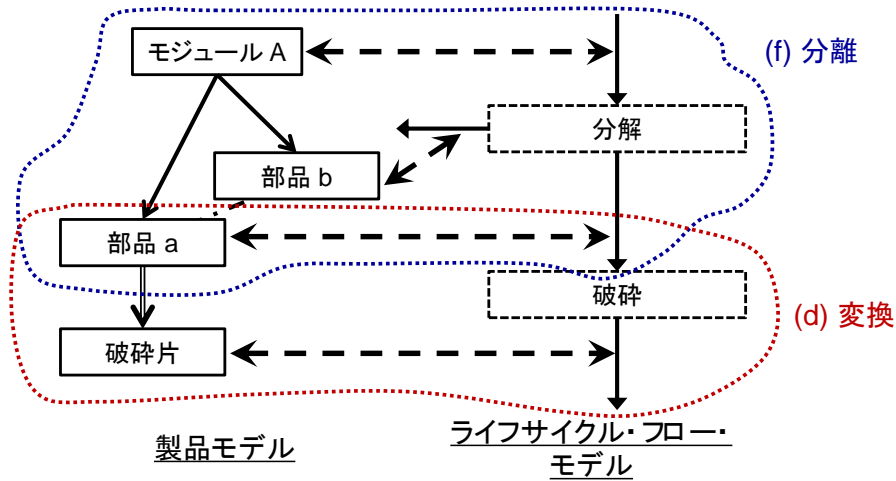 モジュール A
(f) 分離
分解
部品 b
部品 a
破砕
(d) 変換
破砕片
製品モデル
ライフサイクル・フロー・
モデル